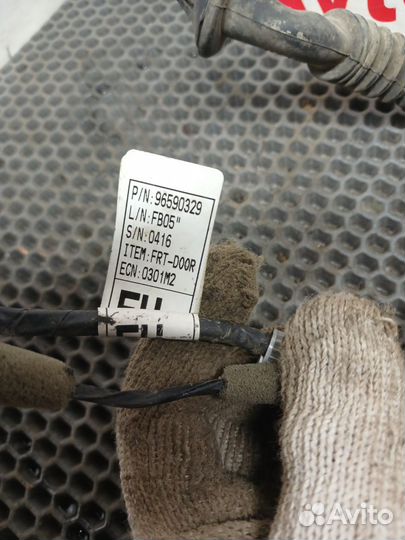 P/N:96590329
L/N:FB05"
S/N:0416
ITEM:FRT-DOOR
ECN:0301M2
Avito